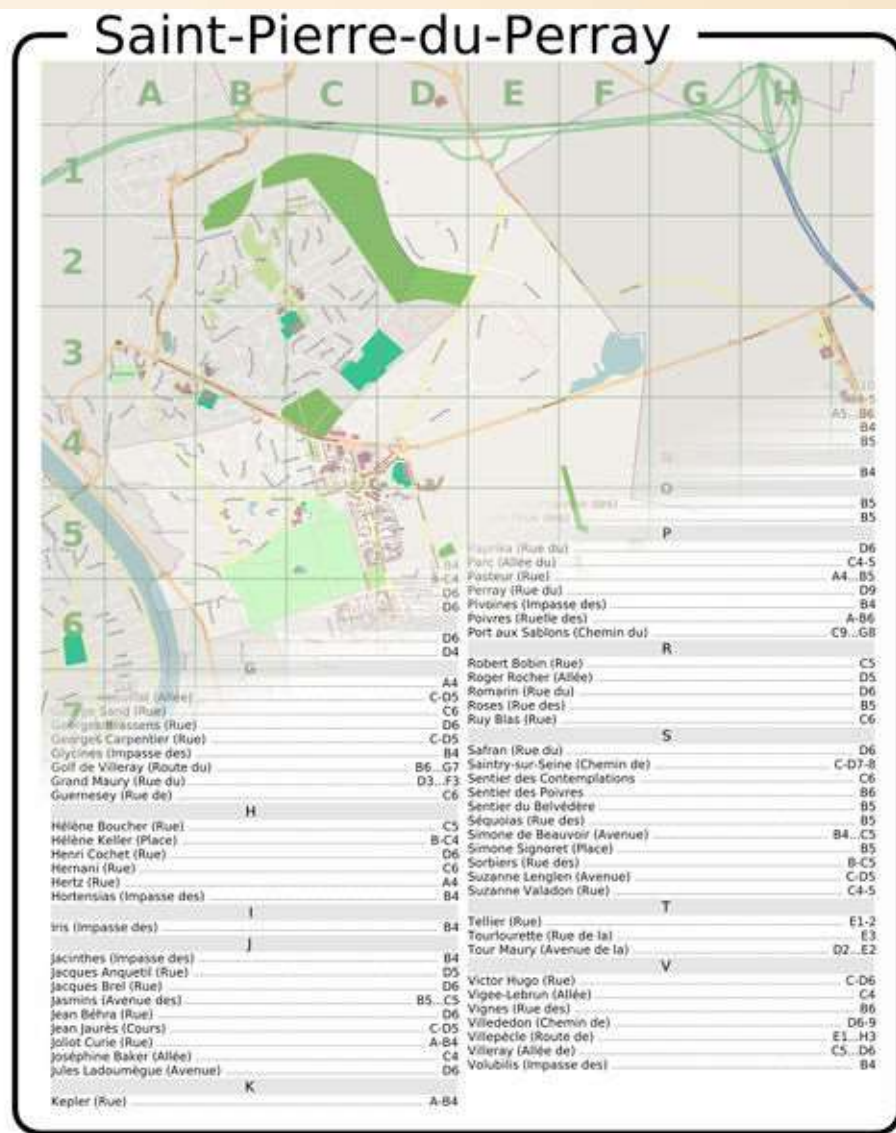 Saint-Pierre-du-Perray
A B C D E F G H
1
2
3
4
5
6
7
A5...B6
B4
B5
B4
O
B5
B5
P
Paprika (Rue du) D6
Parc (Allée du) C4-5
Pasteur (Rue) A4...B5
Perray (Rue du) D9
Pivoines (Impasse des) B4
Poivres (Ruelle des) A-B6
Port aux Sablons (Chemin du) C9...G8
R
Robert Bobin (Rue) C5
Roger Rocher (Allée) D5
Romarin (Rue du) D6
Roses (Rue des) B5
Ruy Blas (Rue) C6
S
Safran (Rue du) D6
Saintry-sur-Seine (Chemin de) C-D7-8
Sentier des Contemplations C6
Sentier des Poivres B6
Sentier du Belvédère B5
Séquoias (Rue des) B5
Simone de Beauvoir (Avenue) B4...C5
Simone Signoret (Place) B5
Sorbiers (Rue des) B-C5
Suzanne Lenglen (Avenue) C-D5
Suzanne Valadon (Rue) C4-5
T
Tellier (Rue) E1-2
Tourlourette (Rue de la) E3
Tour Maury (Avenue de la) D2...E2
V
Victor Hugo (Rue) C-D6
Vigee-Lebrun (Allée) C4
Vignes (Rue des) B6
Villededon (Chemin de) D6-9
Villepècle (Route de) E1...H3
Villeray (Allée de) C5...D6
Volubilis (Impasse des) B4
B4
B-C4
D6
D6
D6
D4
G
A4
(Allée) C-D5
Sand (Rue) C6
Georges Brassens (Rue) D6
Georges Carpentier (Rue) C-D5
Glycines (Impasse des) B4
Golf de Villeray (Route du) B6...G7
Grand Maury (Rue du) D3...F3
Guernesey (Rue de) C6
H
Hélène Boucher (Rue) C5
Hélène Keller (Place) B-C4
Henri Cochet (Rue) D6
Hernani (Rue) C6
Hertz (Rue) A4
Hortensias (Impasse des) B4
I
Iris (Impasse des) B4
J
Jacinthes (Impasse des) B4
Jacques Anquetil (Rue) D5
Jacques Brel (Rue) D6
Jasmins (Avenue des) B5...C5
Jean Béhra (Rue) D6
Jean Jaurès (Cours) C-D5
Joliot Curie (Rue) A-B4
Joséphine Baker (Allée) C4
Jules Ladoumègue (Avenue) D6
K
Kepler (Rue) A-B4